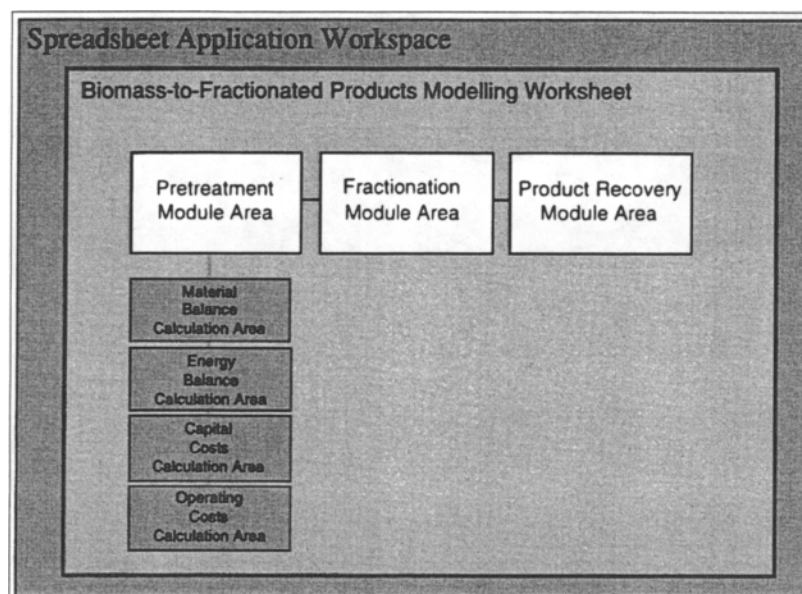 Spreadsheet Application Workspace
Biomass-to-Fractionated Products Modelling Worksheet
Pretreatment
Module Area
Fractionation
Module Area
Product Recovery
Module Area
Material
Balance
Calculation Area
Energy
Balance
Calculation Area
Capital
Costs
Calculation Area
Operating
Costs
Calculation Area